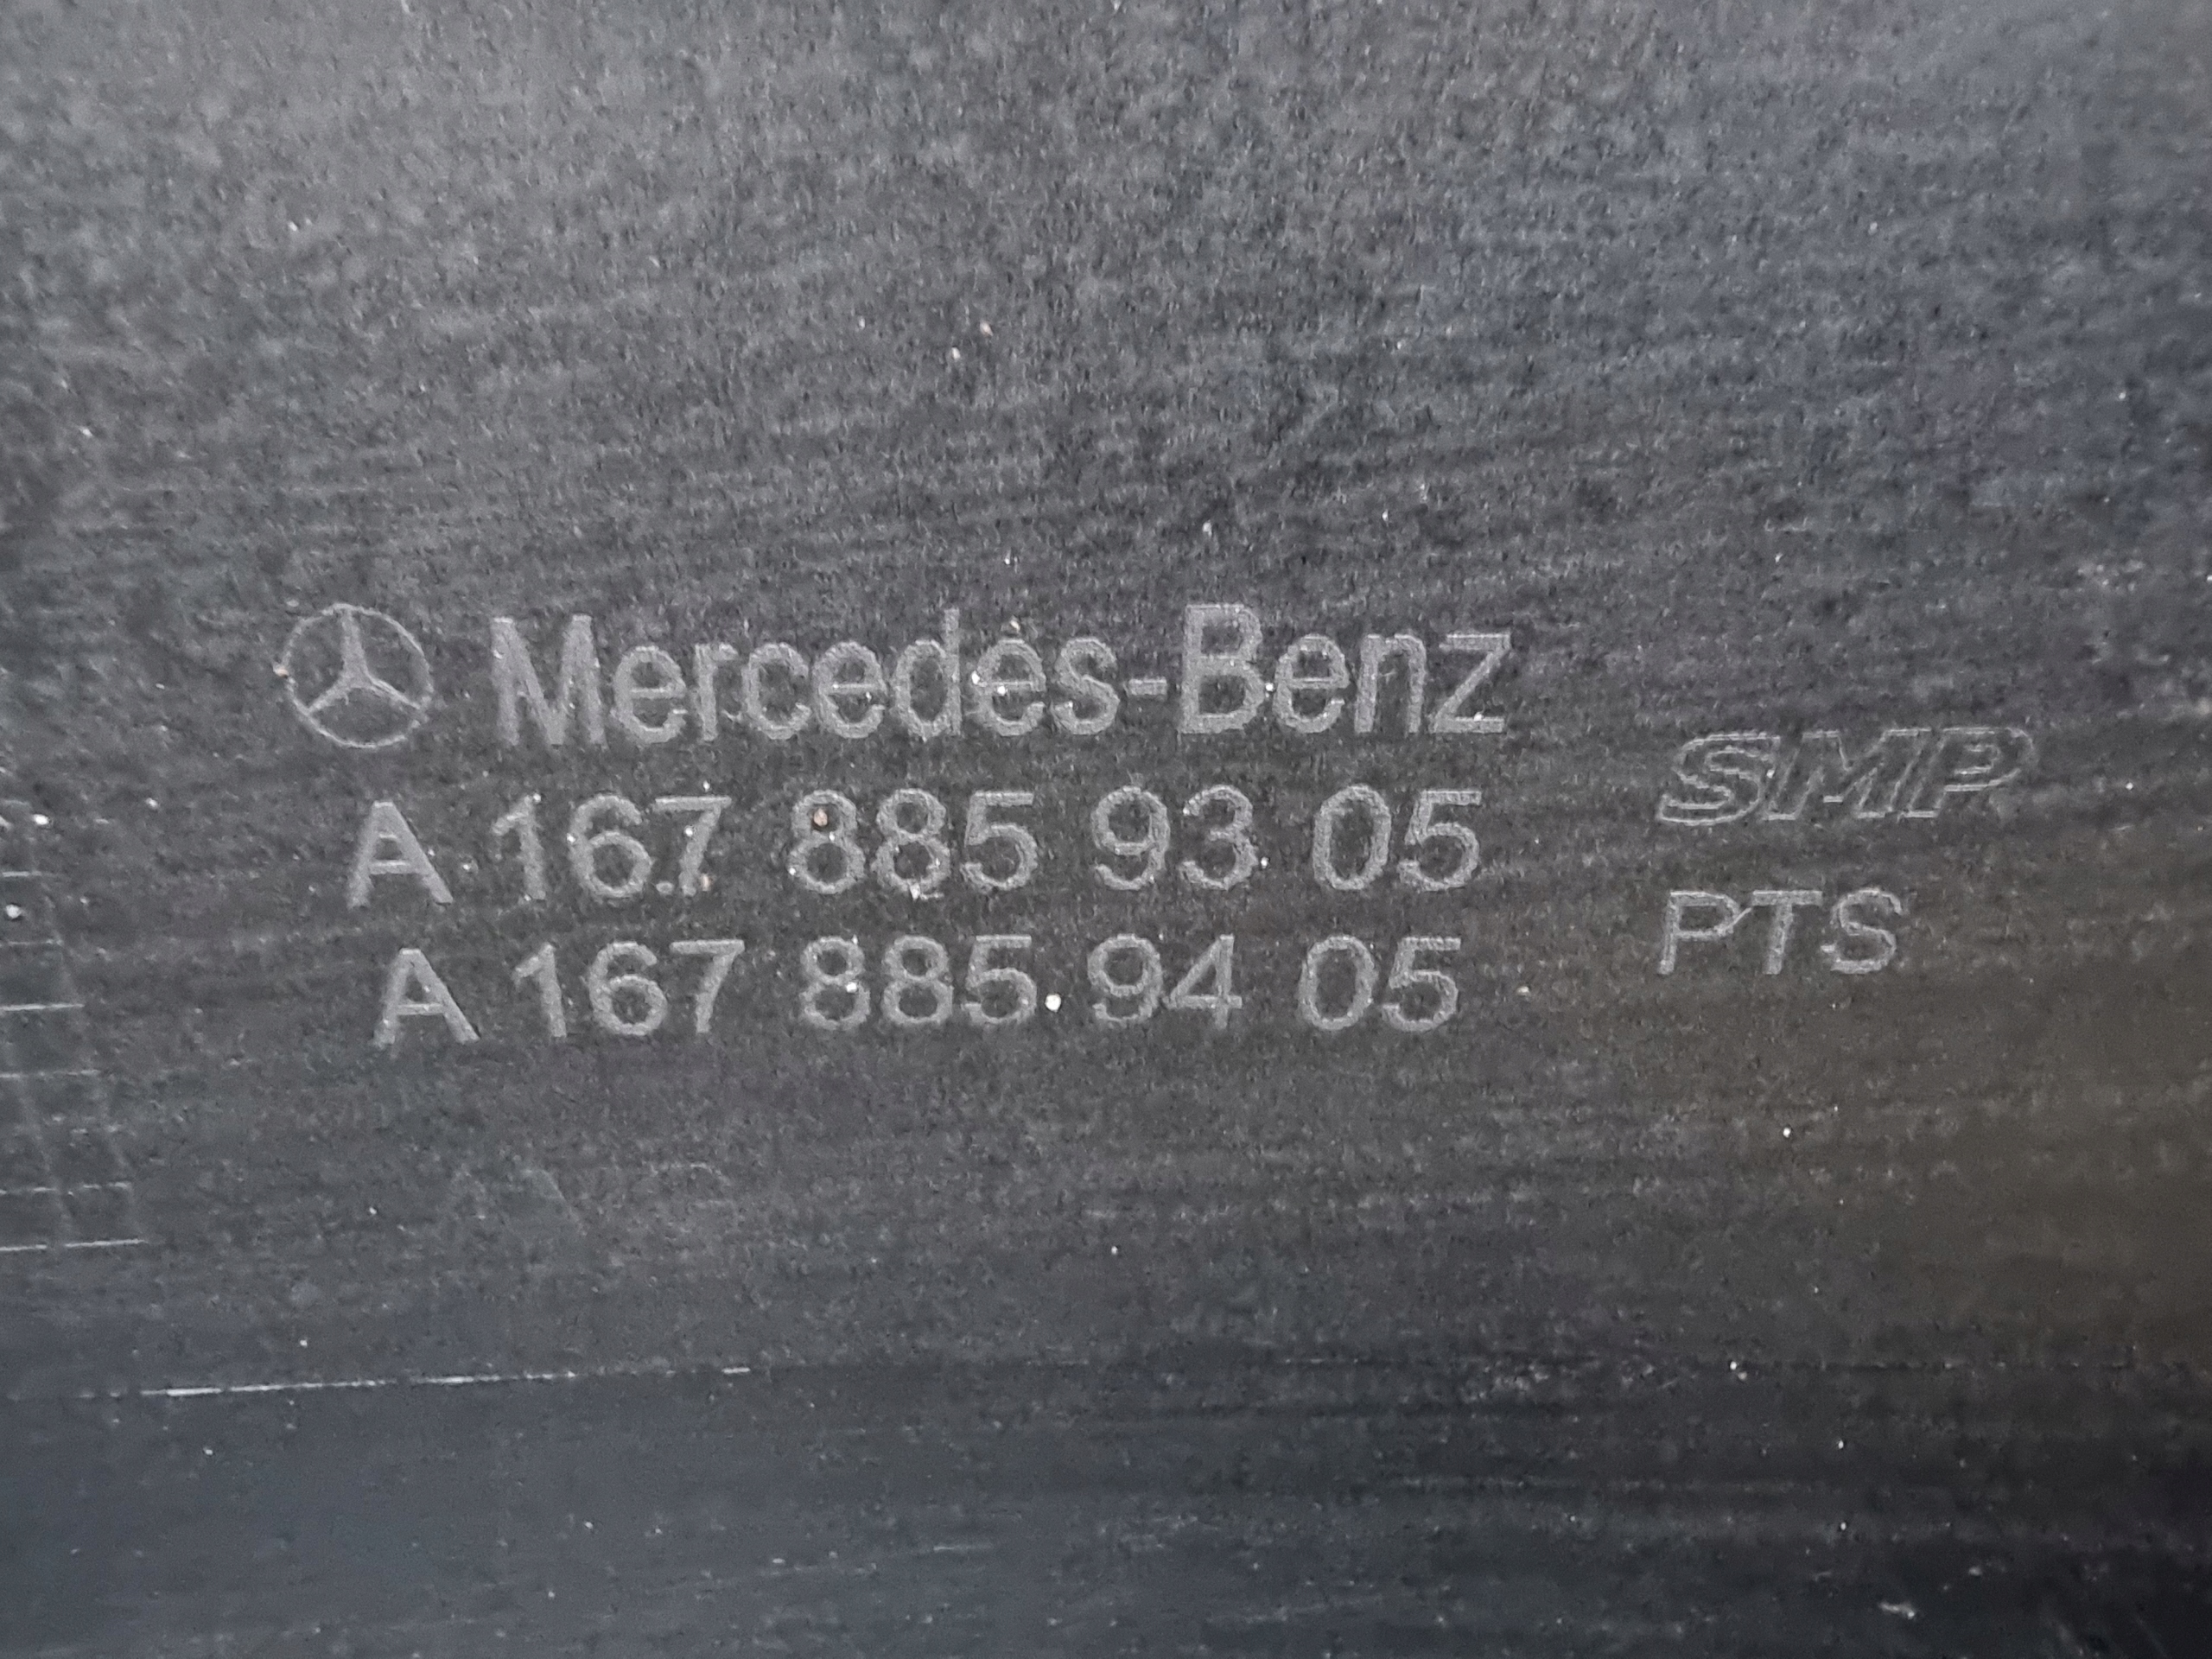 Mercedes-Benz
A 167 885 93 05
A 167 885 94 05
SMP
PTS